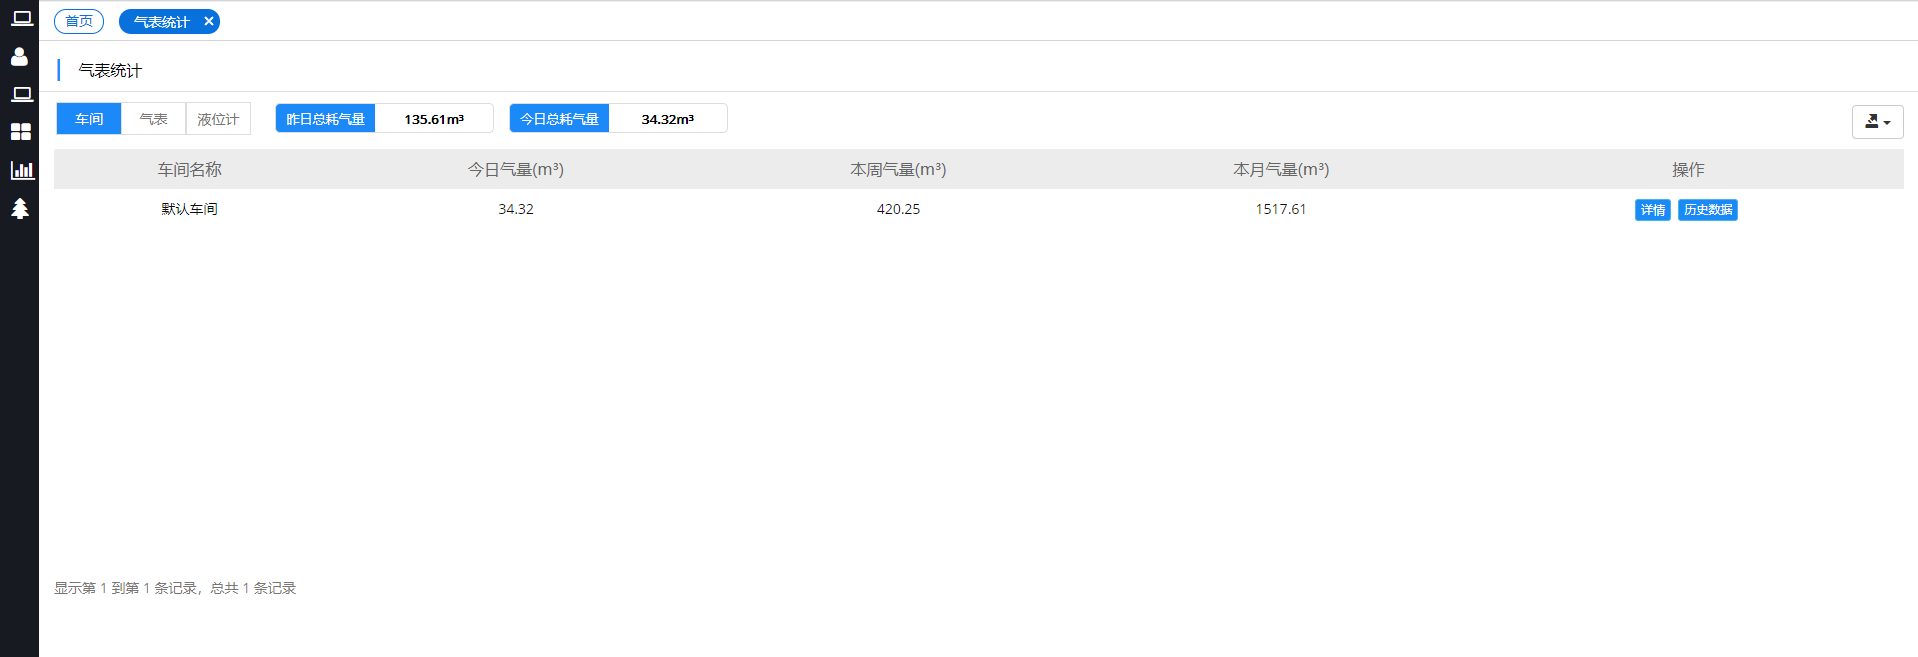 首页 气表统计
气表统计
车间 气表 液位计 昨日总耗气量 135.61m³ 今日总耗气量 34.32m³
车间名称 今日气量(m³) 本周气量(m³) 本月气量(m³) 操作
默认车间 34.32 420.25 1517.61 详情 历史数据
显示第 1 到第 1 条记录，总共 1 条记录